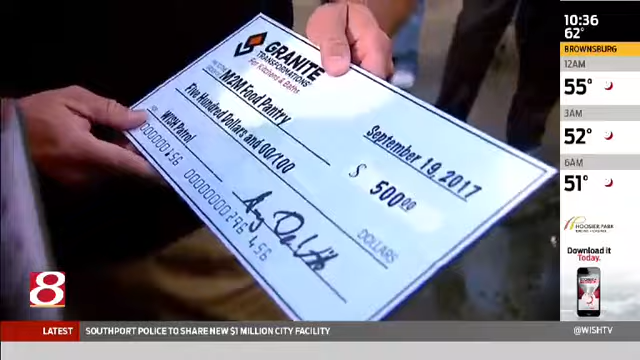 GRANITE
TRANSFORMATIONS
For Kitchens & Baths
MCAN Food Pantry
September 19, 2017
$ 500.00
Five Hundred Dollars and 00/100
DOLLARS
WISH Patrol
10:36
62°
BROWNSBURG
12AM
55°
3AM
52°
6AM
51°
HOOSIER PARK
Download it
Today.
8
LATEST SOUTHPORT POLICE TO SHARE NEW $1 MILLION CITY FACILITY @WISHTV